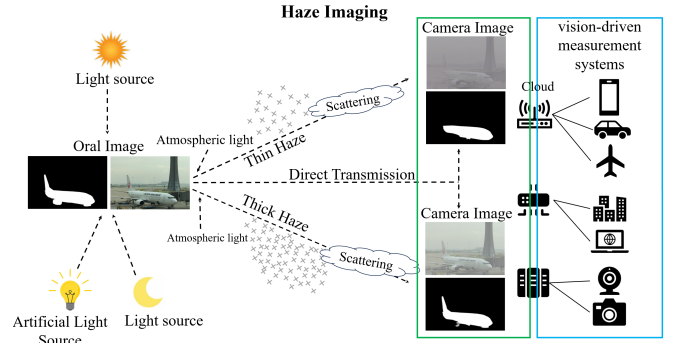 Haze Imaging
Light source
Oral Image
Atmospheric light
Thin Haze
Scattering
Direct Transmission
Thick Haze
Atmospheric light
Scattering
Artificial Light
Source
Light source
Camera Image
Camera Image
Cloud
vision-driven
measurement
systems